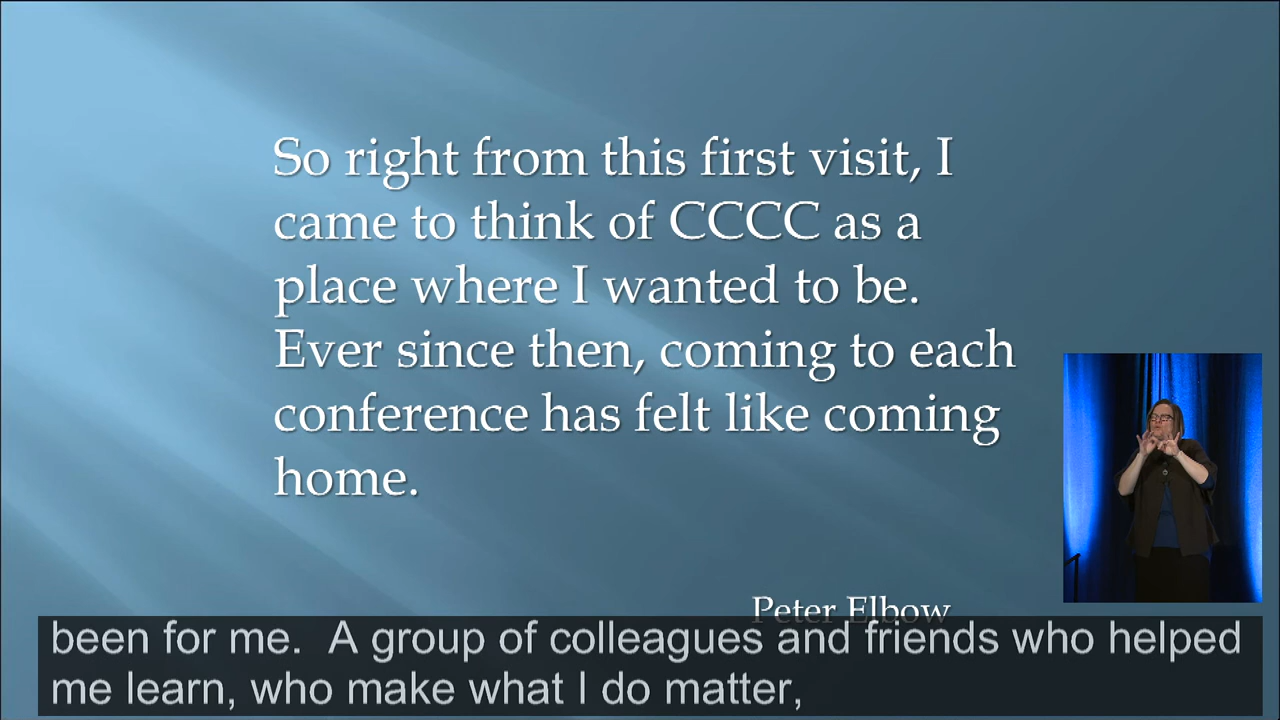 So right from this first visit, I
came to think of CCCC as a
place where I wanted to be.
Ever since then, coming to each
conference has felt like coming
home.
Peter Elbow
been for me.  A group of colleagues and friends who helped
me learn, who make what I do matter,